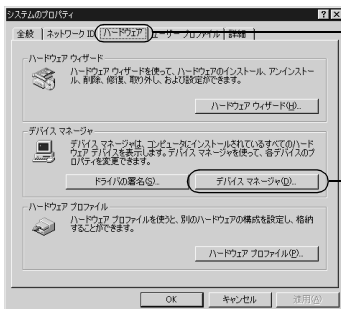 システムのプロパティ
全般 ネットワーク ID ハードウェア ユーザー プロファイル 詳細
ハードウェア ウィザード
ハードウェア ウィザードを使って、ハードウェアのインストール、アンインストー
ル、削除、修復、取り外し、および設定ができます。
ハードウェア ウィザード(H)...
デバイス マネージャ
デバイス マネージャは、コンピュータにインストールされているすべてのハード
ウェア デバイスを表示します。デバイス マネージャを使って、各デバイスのプ
ロパティを変更できます。
ドライバの署名(S)... デバイス マネージャ(D)...
ハードウェア プロファイル
ハードウェア プロファイルを使うと、別のハードウェアの構成を設定し、格納
することができます。
ハードウェア プロファイル(P)...
OK キャンセル 適用(A)